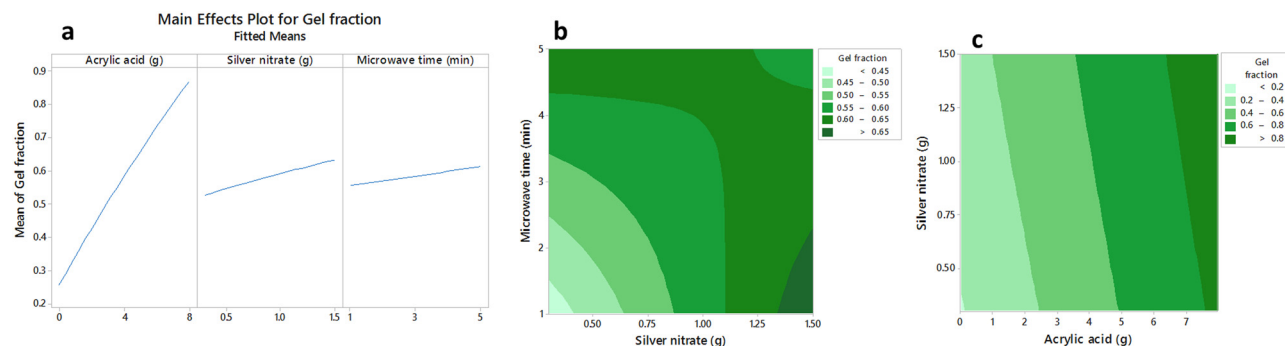 Main Effects Plot for Gel fraction
Fitted Means
a
Acrylic acid (g)
Silver nitrate (g)
Microwave time (min)
Mean of Gel fraction
0.9
0.8
0.7
0.6
0.5
0.4
0.3
0.2
0 4 8 0.5 1.0 1.5 1 3 5
b
Microwave time (min)
5
4
3
2
1
0.50 0.75 1.00 1.25 1.50
Silver nitrate (g)
Gel fraction
< 0.45
0.45 – 0.50
0.50 – 0.55
0.55 – 0.60
0.60 – 0.65
> 0.65
c
Silver nitrate (g)
1.50
1.25
1.00
0.75
0.50
0 1 2 3 4 5 6 7
Acrylic acid (g)
Gel
fraction
< 0.2
0.2 – 0.4
0.4 – 0.6
0.6 – 0.8
> 0.8